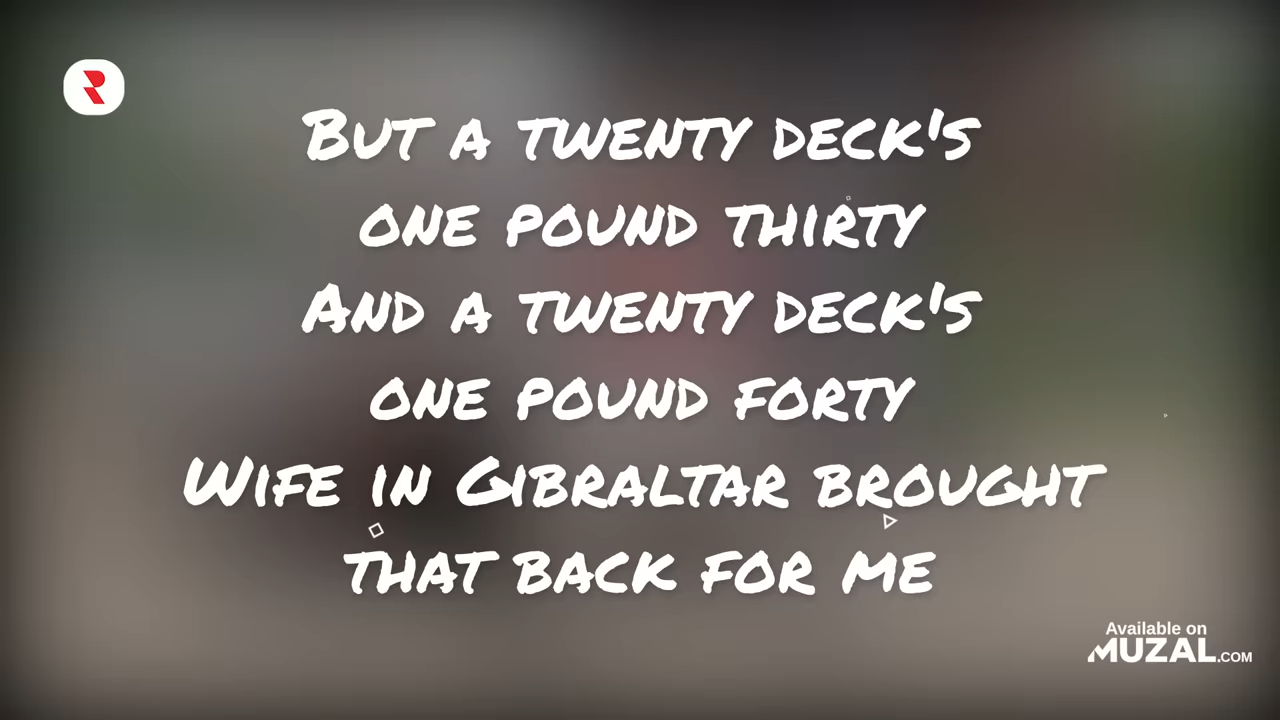 But a twenty deck's
one pound thirty
And a twenty deck's
one pound forty
Wife in Gibraltar brought
that back for me
Available on
MUZAL.COM